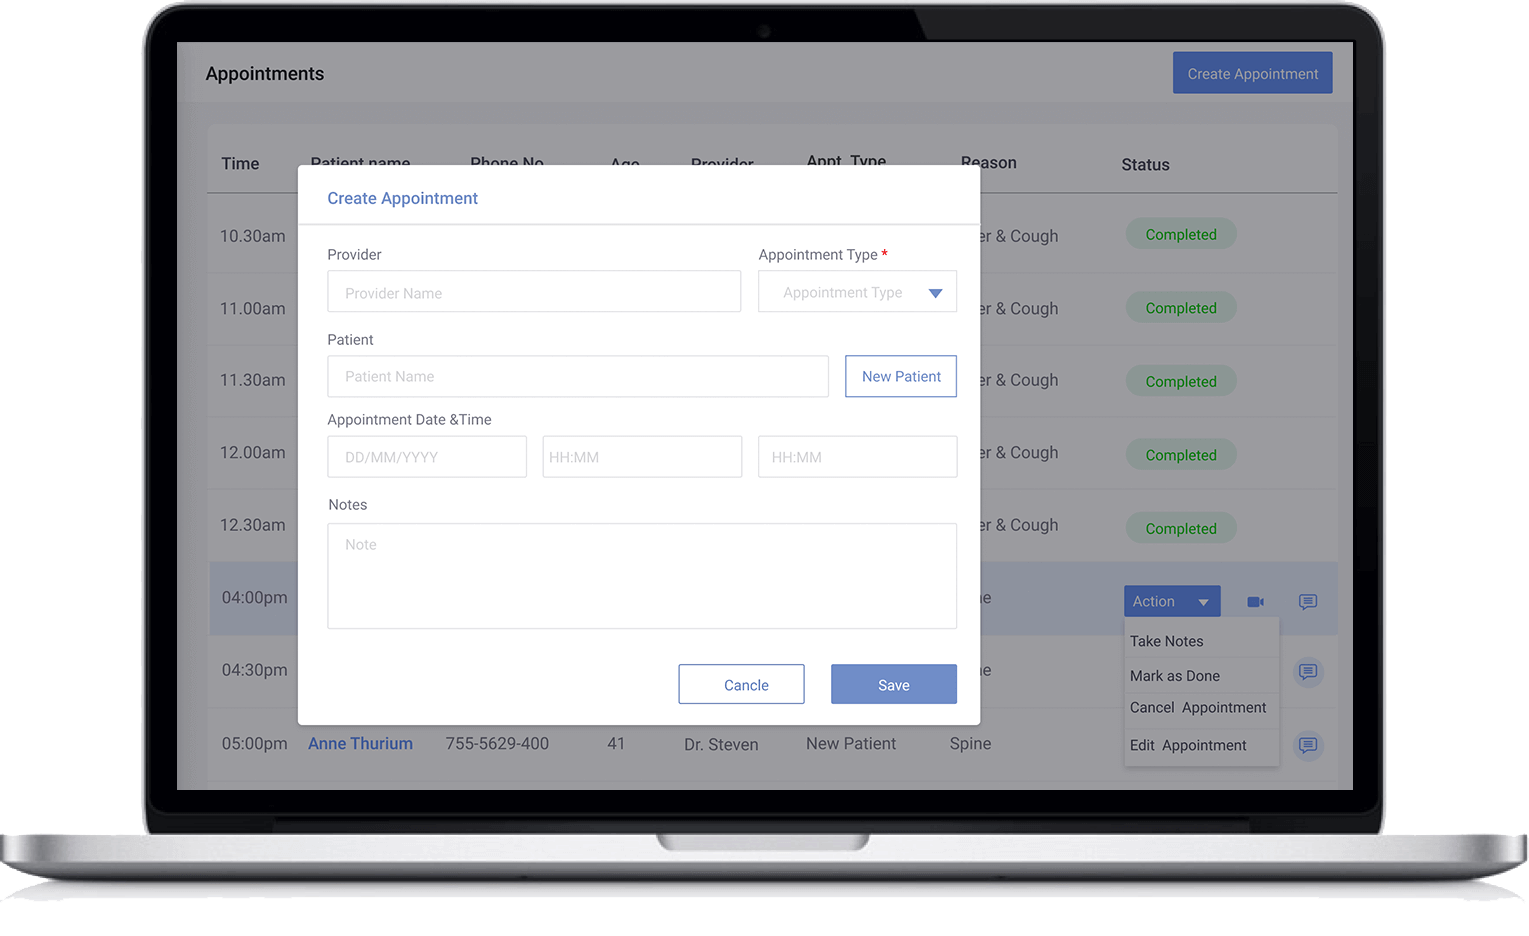 Appointments
Create Appointment
Time Patient name Phone No Age Provider Appt. Type Reason Status
Create Appointment
10.30am er & Cough Completed
Provider Appointment Type *
Provider Name Appointment Type
11.00am er & Cough Completed
Patient
Patient Name New Patient
11.30am er & Cough Completed
Appointment Date &Time
DD/MM/YYYY HH:MM HH:MM
12.00am er & Cough Completed
Notes
Note
12.30am er & Cough Completed
04:00pm ne Action
Take Notes
04:30pm ne
Mark as Done
Cancle Save
Cancel Appointment
05:00pm Anne Thurium 755-5629-400 41 Dr. Steven New Patient Spine
Edit Appointment